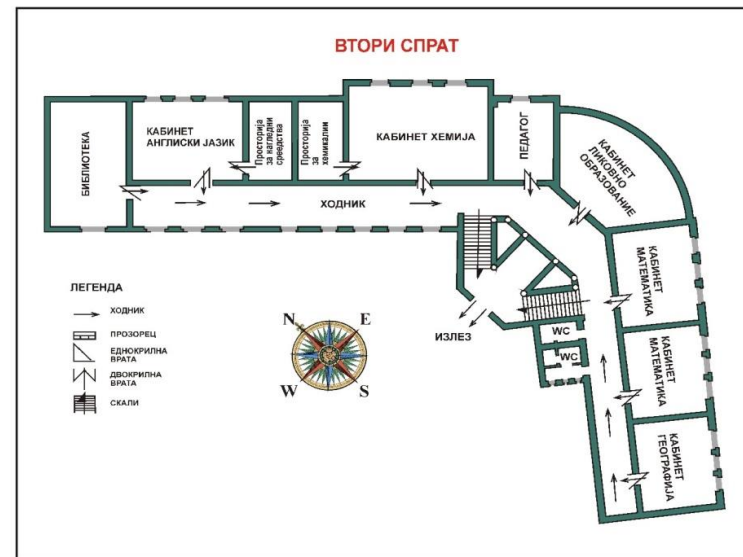 ВТОРИ СПРАТ
БИБЛИОТЕКА
КАБИНЕТ
АНГЛИСКИ ЈАЗИК
Просторија
за нагледни
средства
Просторија
за
хемикалии
КАБИНЕТ ХЕМИЈА
ПЕДАГОГ
КАБИНЕТ
ЛИКОВНО
ОБРАЗОВАНИЕ
ХОДНИК
КАБИНЕТ
МАТЕМАТИКА
КАБИНЕТ
МАТЕМАТИКА
КАБИНЕТ
ГЕОГРАФИЈА
WC
WC
ИЗЛЕЗ
ЛЕГЕНДА
ХОДНИК
ПРОЗОРЕЦ
ЕДНОКРИЛНА
ВРАТА
ДВОКРИЛНА
ВРАТА
СКАЛИ
N
E
W
S